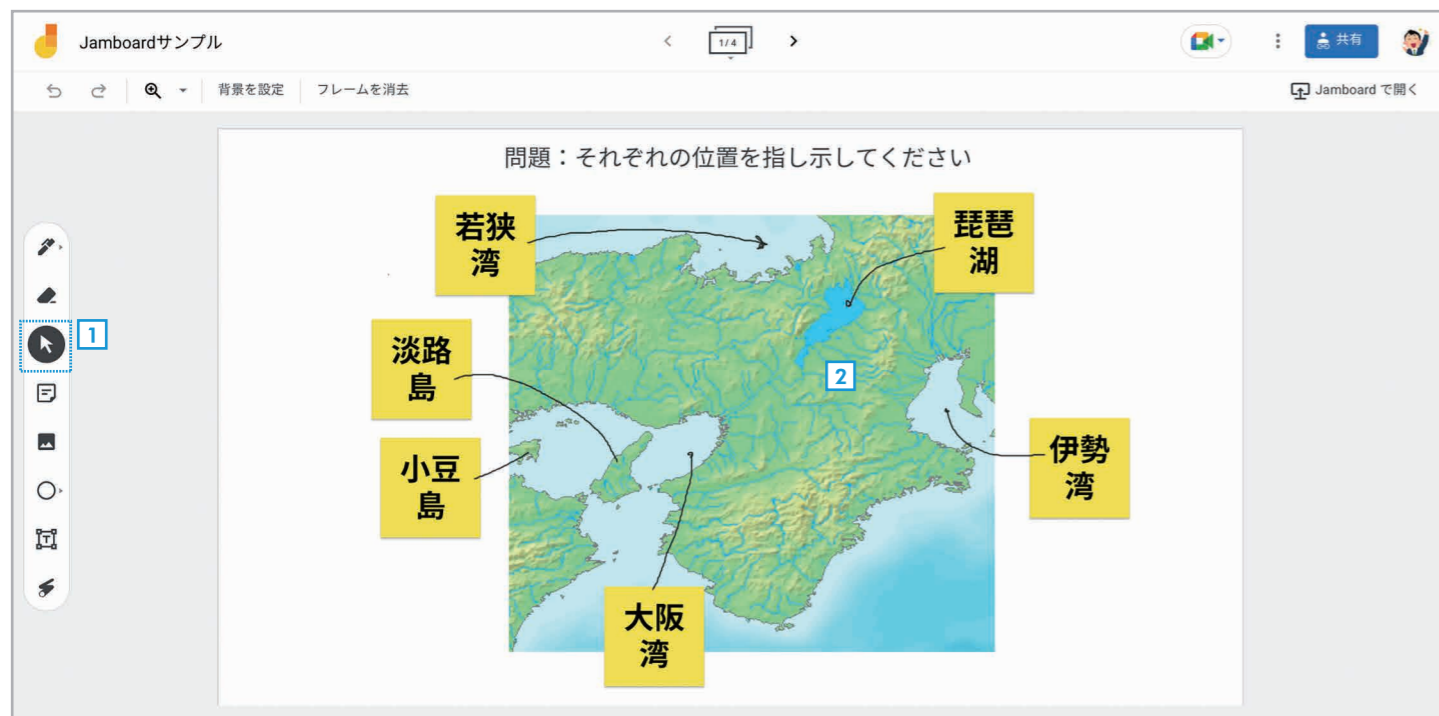 Jamboardサンプル
1/4
共有
背景を設定
フレームを消去
Jamboard で開く
問題：それぞれの位置を指し示してください
若狭
湾
琵琶
湖
1
淡路
島
2
小豆
島
伊勢
湾
大阪
湾
T